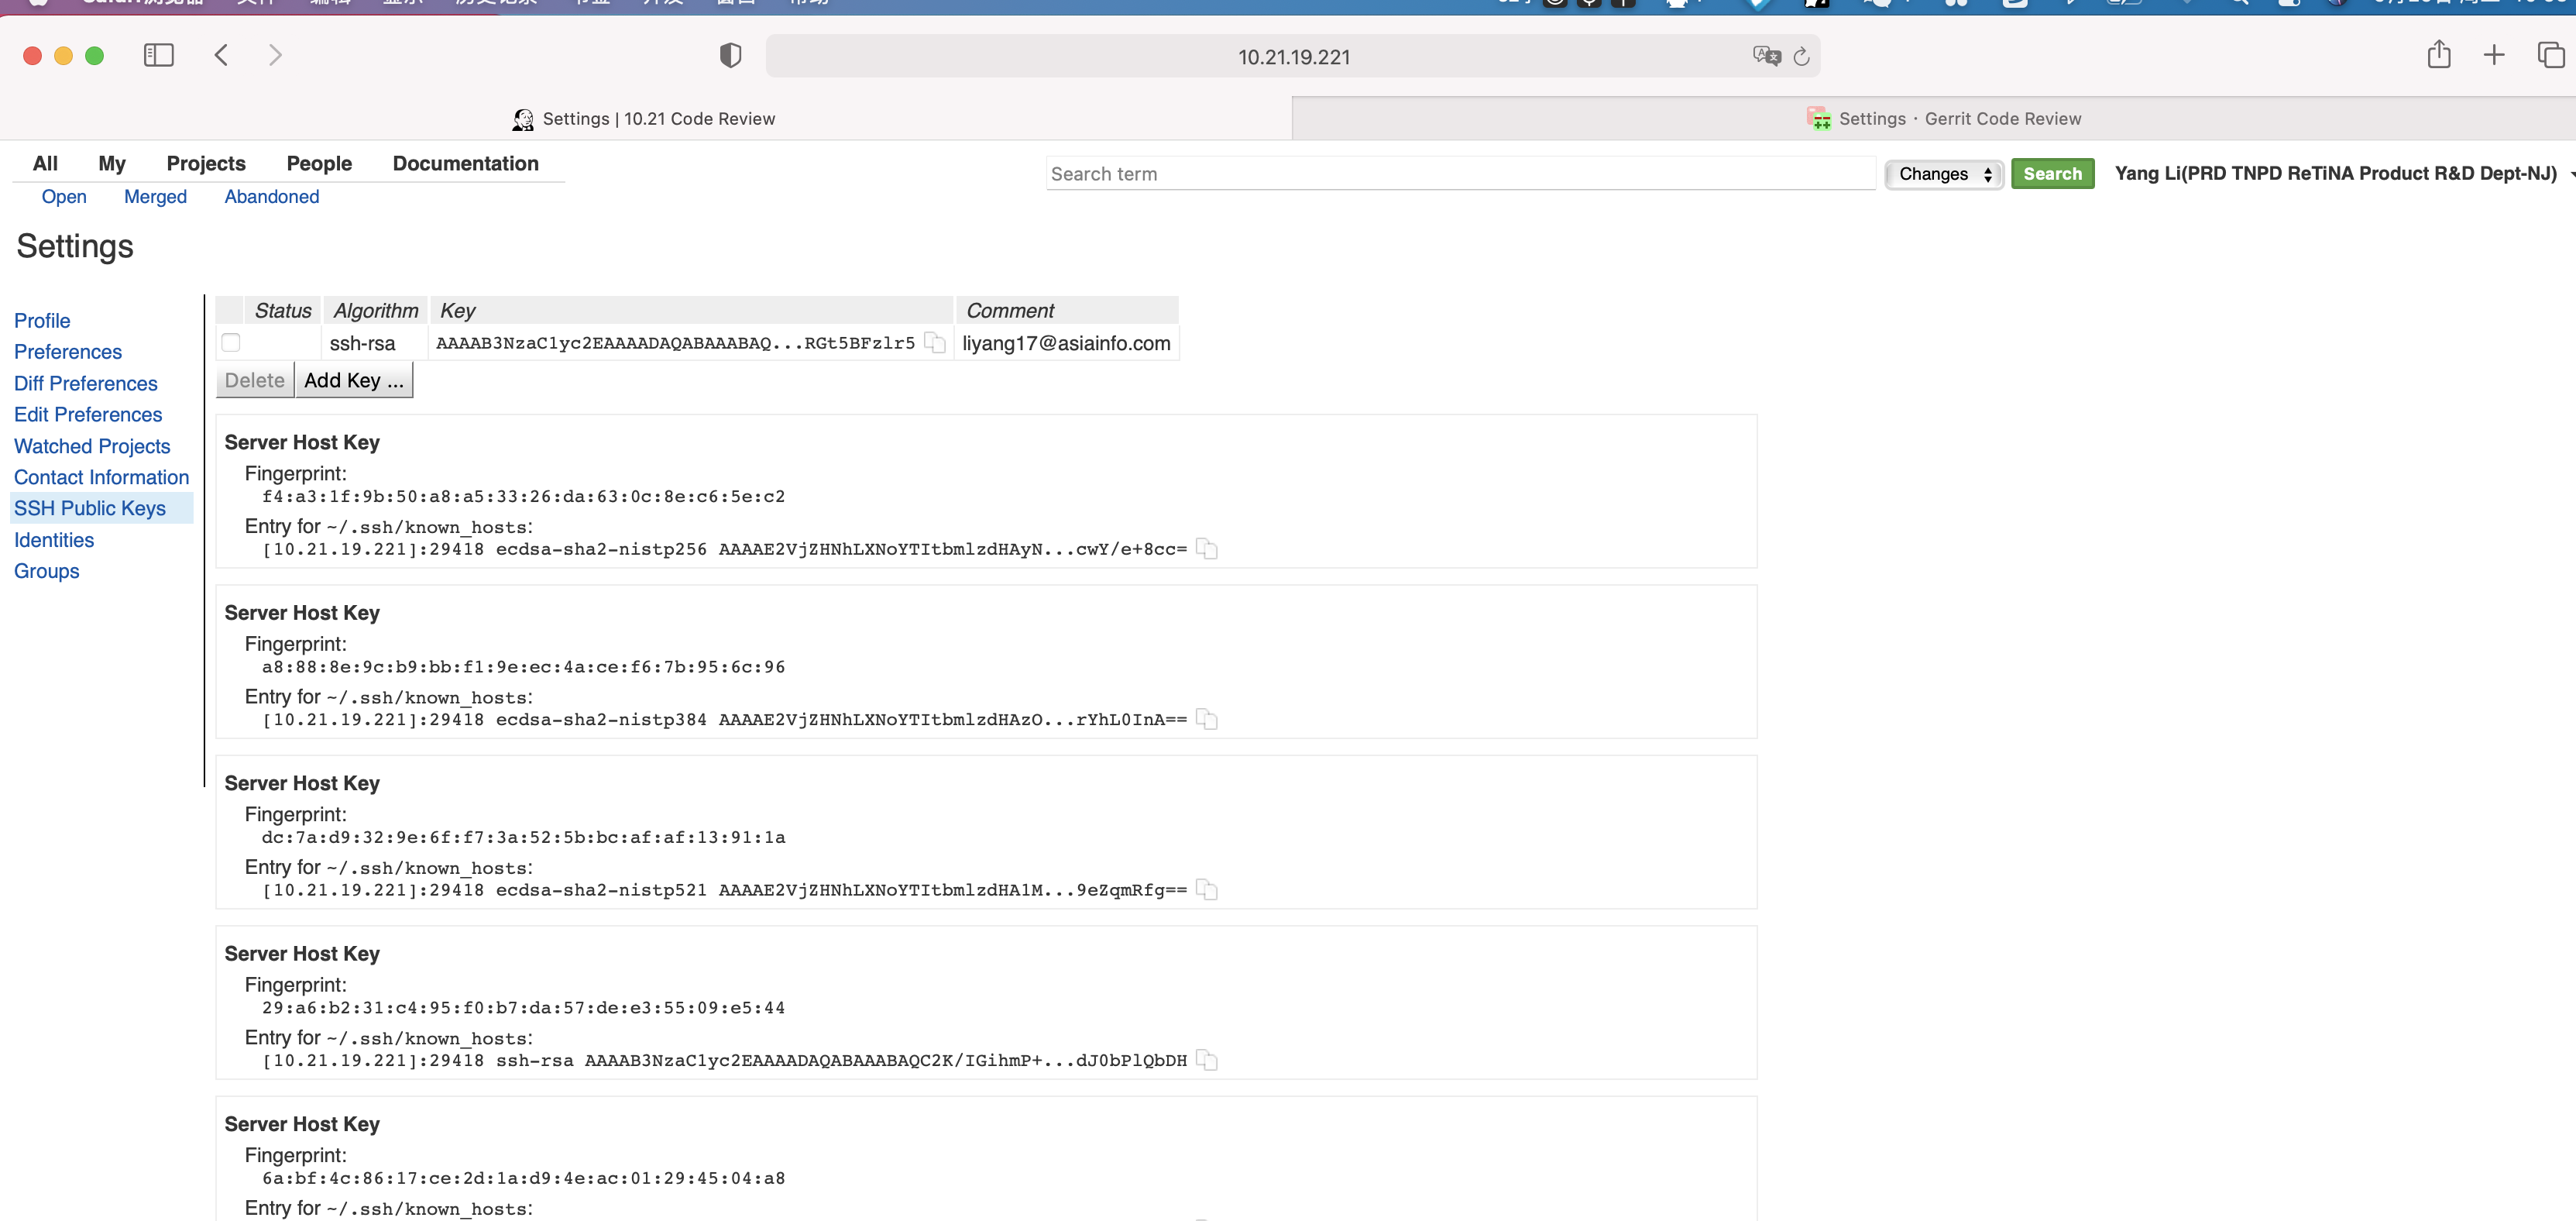 10.21.19.221
Settings | 10.21 Code Review
Settings · Gerrit Code Review
All My Projects People Documentation
Search term
Changes
Search
Yang Li(PRD TNPD ReTiNA Product R&D Dept-NJ)
Open Merged Abandoned
Settings
Profile
Preferences
Diff Preferences
Edit Preferences
Watched Projects
Contact Information
SSH Public Keys
Identities
Groups
Status Algorithm Key Comment
ssh-rsa AAAAB3NzaC1yc2EAAAADAQABAAABAQ...RGt5BFzlr5 liyang17@asiainfo.com
Delete Add Key ...
Server Host Key
Fingerprint:
f4:a3:1f:9b:50:a8:a5:33:26:da:63:0c:8e:c6:5e:c2
Entry for ~/.ssh/known_hosts:
[10.21.19.221]:29418 ecdsa-sha2-nistp256 AAAAE2VjZHNhLXNoYTItbmlzdHAyN...cwY/e+8cc=
Server Host Key
Fingerprint:
a8:88:8e:9c:b9:bb:f1:9e:ec:4a:ce:f6:7b:95:6c:96
Entry for ~/.ssh/known_hosts:
[10.21.19.221]:29418 ecdsa-sha2-nistp384 AAAAE2VjZHNhLXNoYTItbmlzdHAzO...rYhL0InA==
Server Host Key
Fingerprint:
dc:7a:d9:32:9e:6f:f7:3a:52:5b:bc:af:af:13:91:1a
Entry for ~/.ssh/known_hosts:
[10.21.19.221]:29418 ecdsa-sha2-nistp521 AAAAE2VjZHNhLXNoYTItbmlzdHA1M...9eZqmRfg==
Server Host Key
Fingerprint:
29:a6:b2:31:c4:95:f0:b7:da:57:de:e3:55:09:e5:44
Entry for ~/.ssh/known_hosts:
[10.21.19.221]:29418 ssh-rsa AAAAB3NzaC1yc2EAAAADAQABAAABAQC2K/IGihmP+...dJ0bPlQbDH
Server Host Key
Fingerprint:
6a:bf:4c:86:17:ce:2d:1a:d9:4e:ac:01:29:45:04:a8
Entry for ~/.ssh/known_hosts: